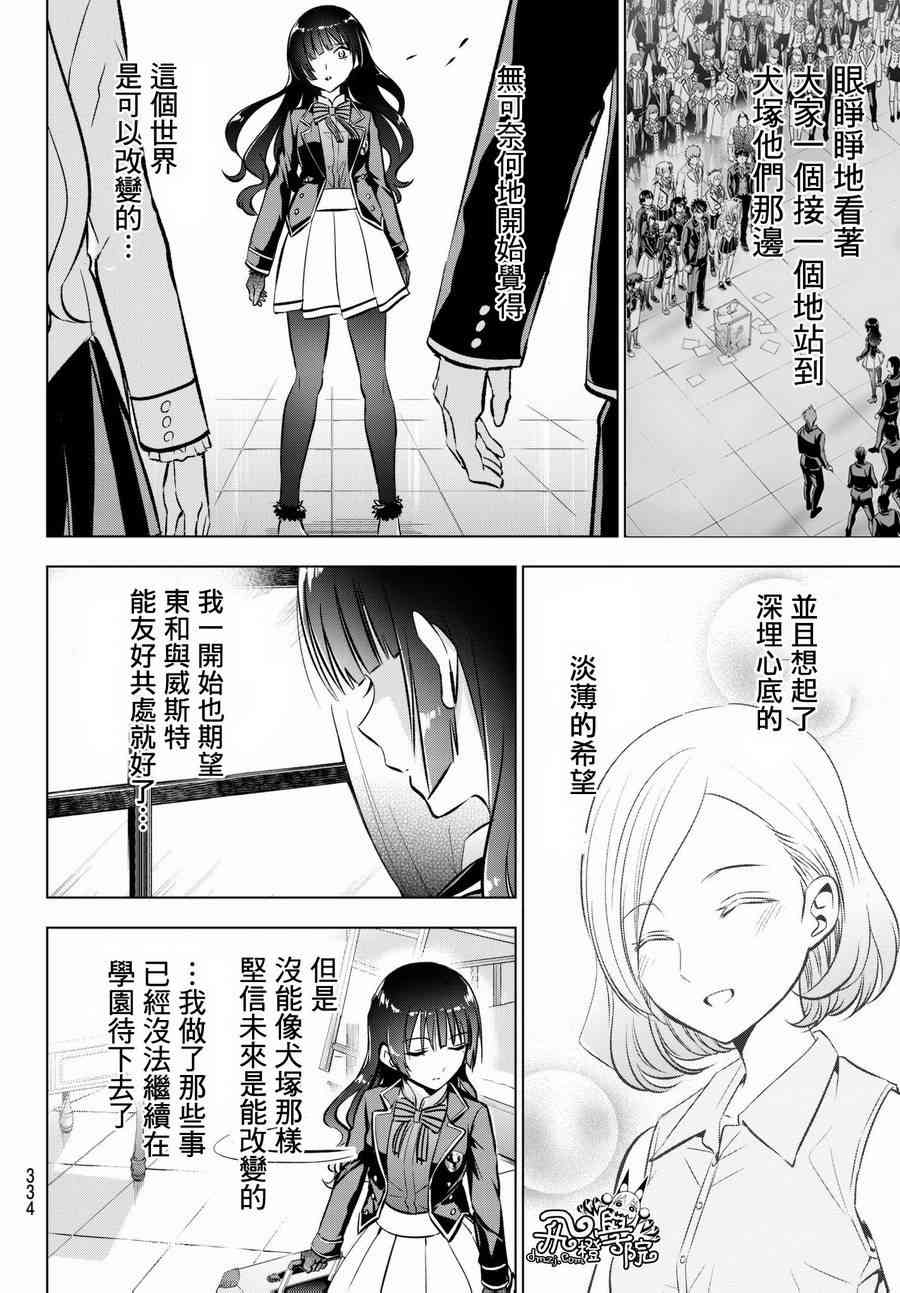 眼睜睜地看著
大家一個接一個地站到
犬塚他們那邊
無可奈何地開始覺得
這個世界
是可以改變的…
並且想起了
深埋心底的
淡薄的希望
我一開始也期望
東和與威斯特
能友好共處就好了…
但是
沒能像犬塚那樣
堅信未來是能改變的
…我做了那些事
已經沒法繼續在
學園待下去了
334
飛橙學院
dmzj.com